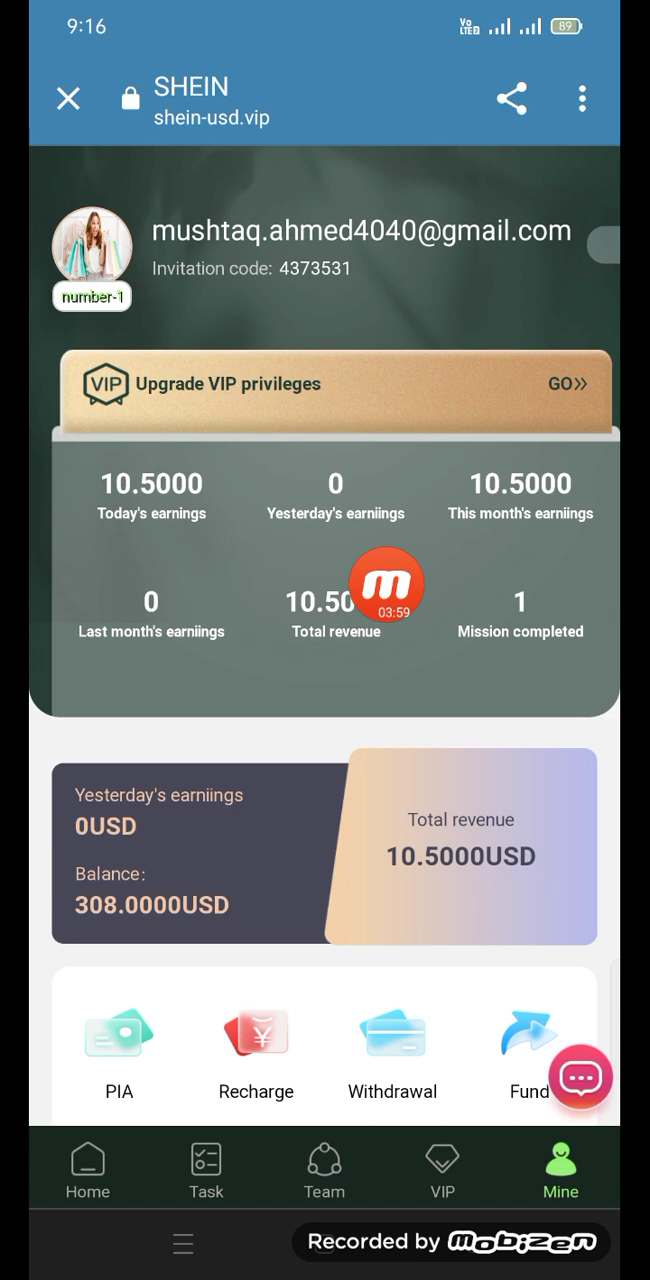 9:16
Vo
LTE2
89
SHEIN
shein-usd.vip
mushtaq.ahmed4040@gmail.com
Invitation code: 4373531
number-1
VIP Upgrade VIP privileges GO»
10.5000 0 10.5000
Today's earnings Yesterday's earniings This month's earniings
0 10.50 1
m
03:59
Last month's earniings Total revenue Mission completed
Yesterday's earniings
0USD
Balance:
308.0000USD
Total revenue
10.5000USD
¥
PIA Recharge Withdrawal Fund
Home Task Team VIP Mine
Recorded by mobizen